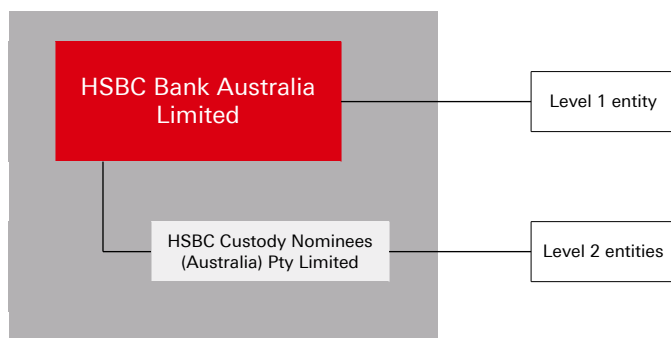 HSBC Bank Australia
Limited
Level 1 entity
HSBC Custody Nominees
(Australia) Pty Limited
Level 2 entities